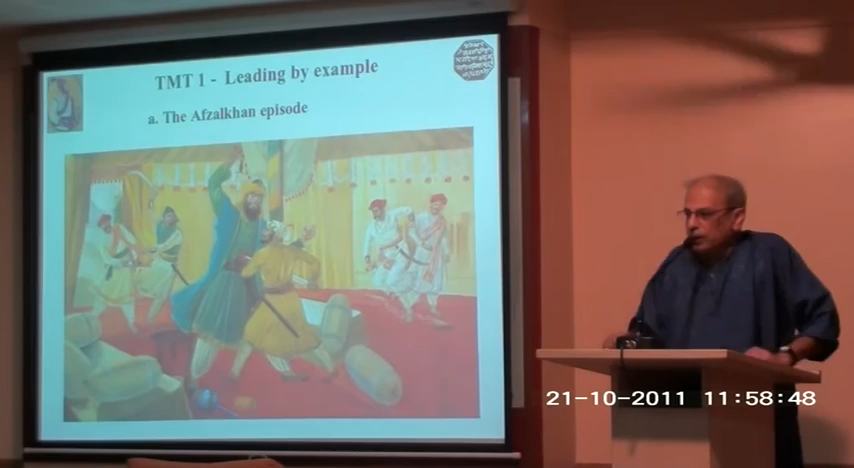 TMT 1 - Leading by example
a. The Afzalkhan episode
21-10-2011 11:58:48